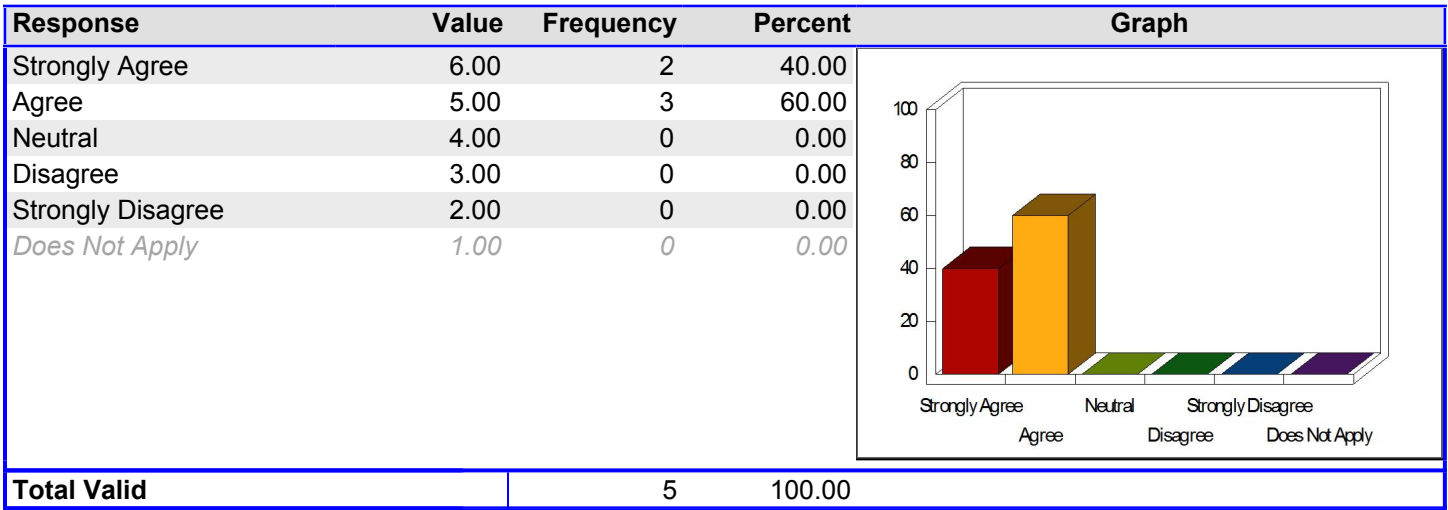 Response Value Frequency Percent Graph
Strongly Agree 6.00 2 40.00
Agree 5.00 3 60.00
Neutral 4.00 0 0.00
Disagree 3.00 0 0.00
Strongly Disagree 2.00 0 0.00
Does Not Apply 1.00 0 0.00
100
80
60
40
20
0
Strongly Agree Neutral Strongly Disagree
Agree Disagree Does Not Apply
Total Valid 5 100.00